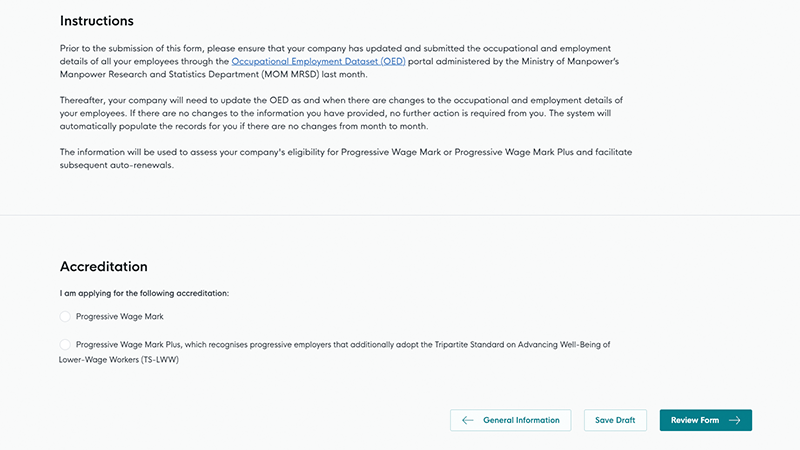 Instructions
Prior to the submission of this form, please ensure that your company has updated and submitted the occupational and employment
details of all your employees through the Occupational Employment Dataset (OED) portal administered by the Ministry of Manpower's
Manpower Research and Statistics Department (MOM MRSD) last month.
Thereafter, your company will need to update the OED as and when there are changes to the occupational and employment details of
your employees. If there are no changes to the information you have provided, no further action is required from you. The system will
automatically populate the records for you if there are no changes from month to month.
The information will be used to assess your company's eligibility for Progressive Wage Mark or Progressive Wage Mark Plus and facilitate
subsequent auto-renewals.
Accreditation
I am applying for the following accreditation:
Progressive Wage Mark
Progressive Wage Mark Plus, which recognises progressive employers that additionally adopt the Tripartite Standard on Advancing Well-Being of
Lower-Wage Workers (TS-LWW)
General Information
Save Draft
Review Form